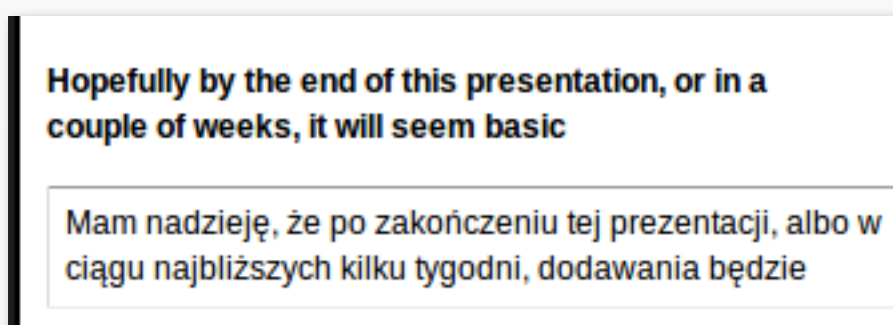 Hopefully by the end of this presentation, or in a
couple of weeks, it will seem basic
Mam nadzieję, że po zakończeniu tej prezentacji, albo w
ciągu najbliższych kilku tygodni, dodawania będzie